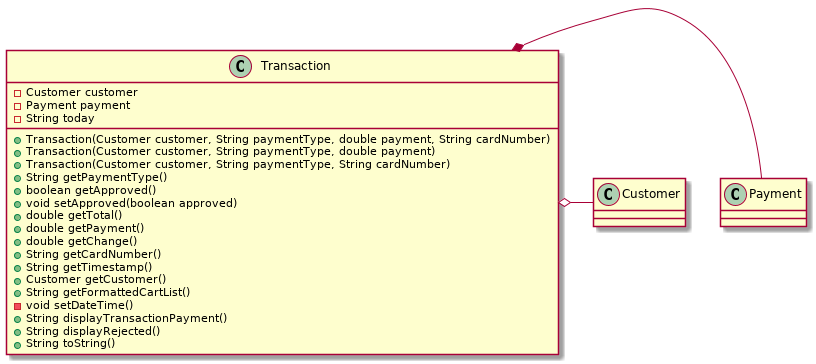 C Transaction
Customer customer
Payment payment
String today
Transaction(Customer customer, String paymentType, double payment, String cardNumber)
Transaction(Customer customer, String paymentType, double payment)
Transaction(Customer customer, String paymentType, String cardNumber)
String getPaymentType()
boolean getApproved()
void setApproved(boolean approved)
double getTotal()
double getPayment()
double getChange()
String getCardNumber()
String getTimestamp()
Customer getCustomer()
String getFormattedCartList()
void setDateTime()
String displayTransactionPayment()
String displayRejected()
String toString()
C Customer
C Payment